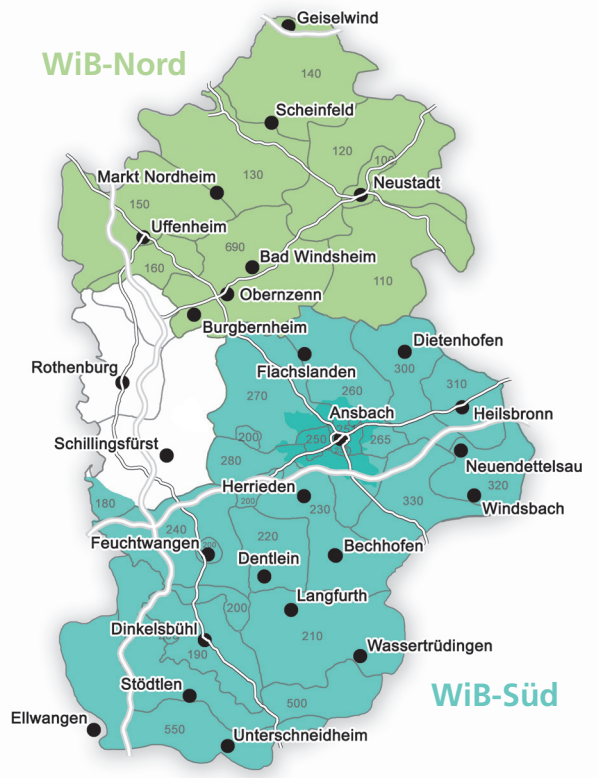 Geiselwind
WiB-Nord
140
Scheinfeld
120
100
Markt Nordheim
130
Neustadt
150
Uffenheim
690
Bad Windsheim
160
110
Obernzenn
Burgbernheim
Dietenhofen
Flachslanden
300
Rothenburg
260
310
270
Ansbach
Heilsbronn
200
250
265
Schillingsfürst
280
Neuendettelsau
Herrieden
320
180
200
230
330
Windsbach
240
220
Feuchtwangen
200
Bechhofen
Dentlein
200
Langfurth
Dinkelsbühl
210
190
Wassertrüdingen
Stödtlen
WiB-Süd
500
Ellwangen
550
Unterschneidheim